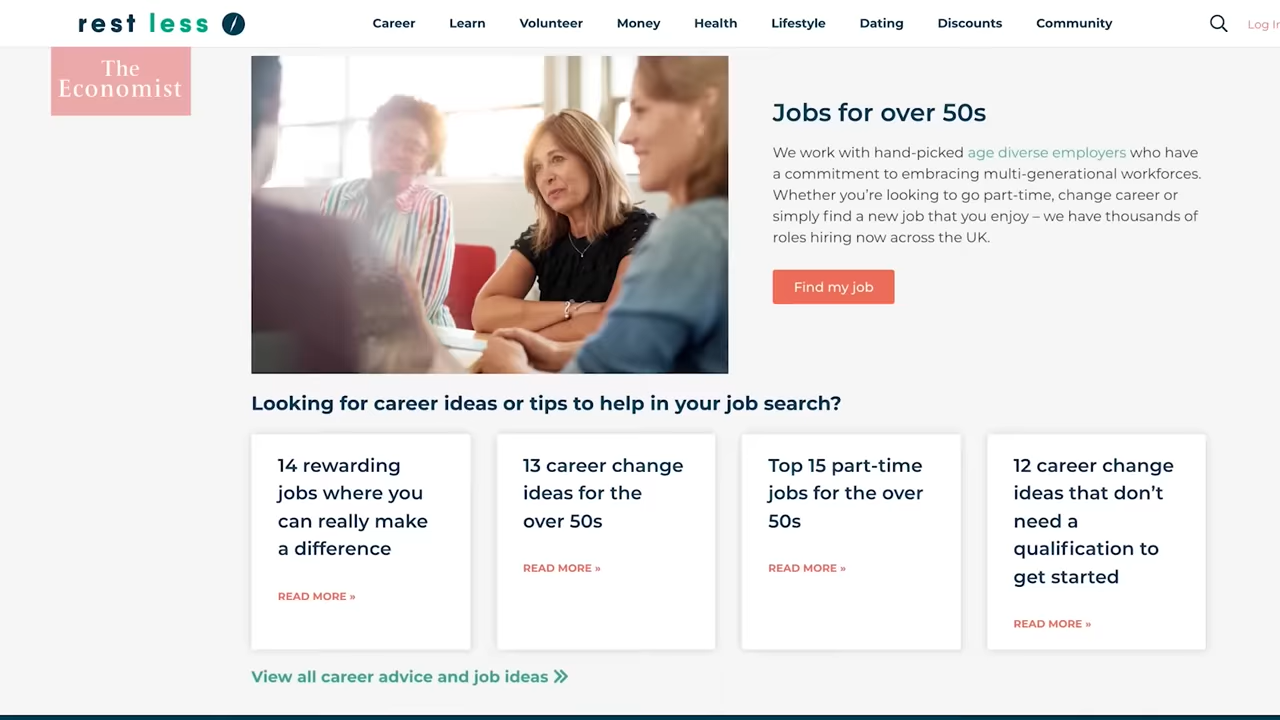 rest less
Career Learn Volunteer Money Health Lifestyle Dating Discounts Community
Log In
The
Economist
Jobs for over 50s
We work with hand-picked age diverse employers who have
a commitment to embracing multi-generational workforces.
Whether you’re looking to go part-time, change career or
simply find a new job that you enjoy – we have thousands of
roles hiring now across the UK.
Find my job
Looking for career ideas or tips to help in your job search?
14 rewarding
jobs where you
can really make
a difference
READ MORE »
13 career change
ideas for the
over 50s
READ MORE »
Top 15 part-time
jobs for the over
50s
READ MORE »
12 career change
ideas that don’t
need a
qualification to
get started
READ MORE »
View all career advice and job ideas »